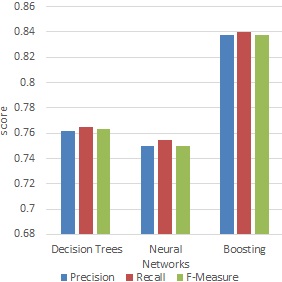 0.86
0.84
0.82
0.8
0.78
0.76
0.74
0.72
0.7
0.68
score
Decision Trees
Neural
Networks
Boosting
Precision Recall F-Measure